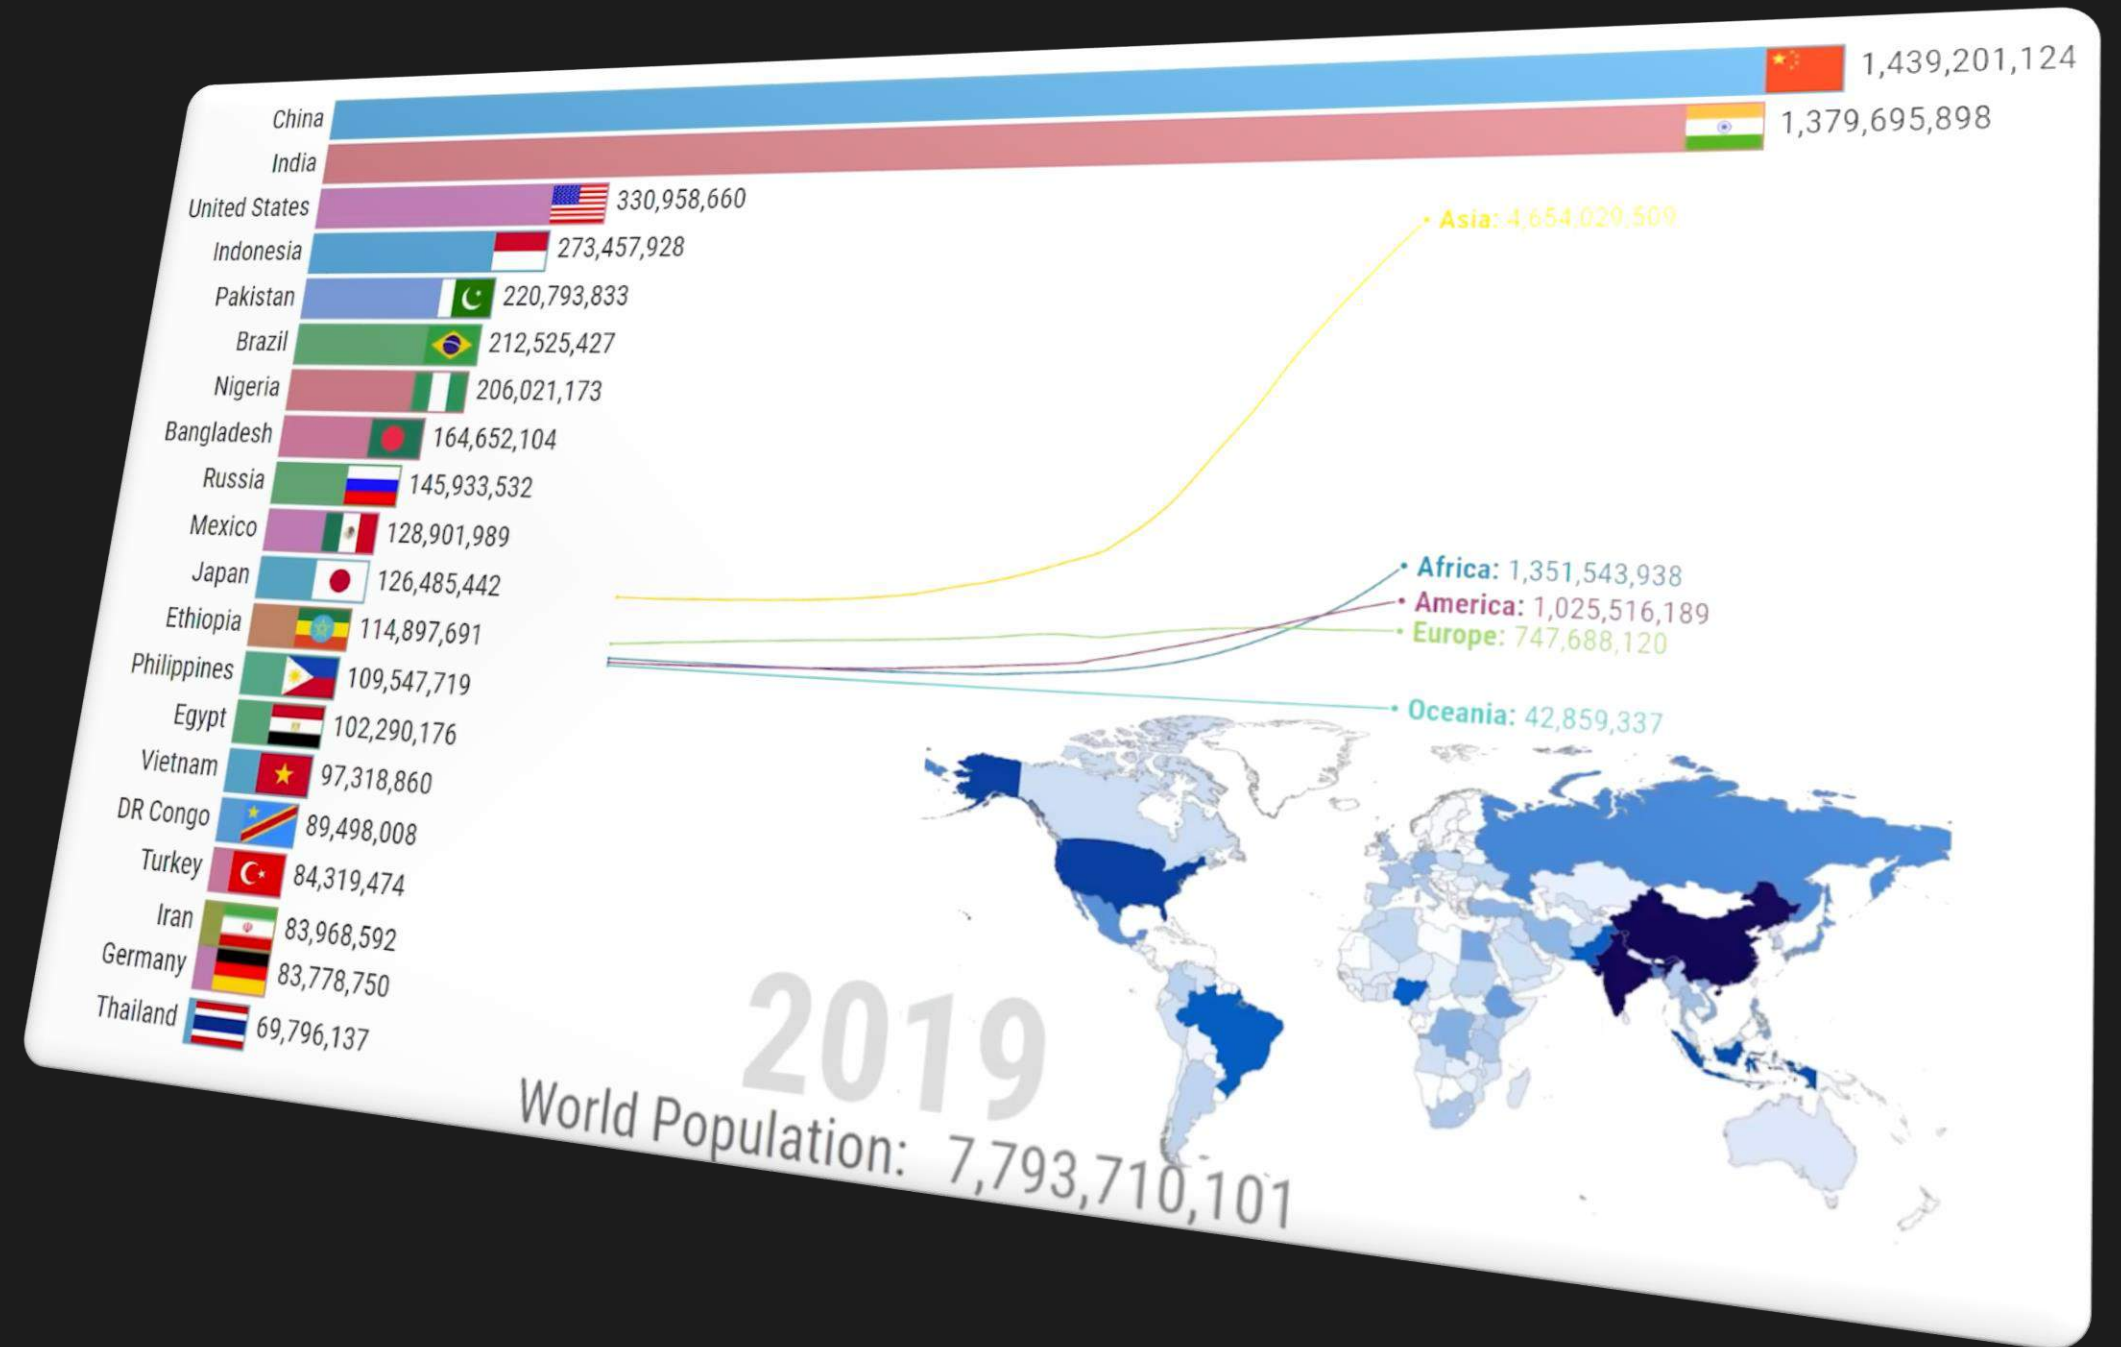 China 1,439,201,124
India 1,379,695,898
United States 330,958,660
Indonesia 273,457,928
Pakistan 220,793,833
Brazil 212,525,427
Nigeria 206,021,173
Bangladesh 164,652,104
Russia 145,933,532
Mexico 128,901,989
Japan 126,485,442
Ethiopia 114,897,691
Philippines 109,547,719
Egypt 102,290,176
Vietnam 97,318,860
DR Congo 89,498,008
Turkey 84,319,474
Iran 83,968,592
Germany 83,778,750
Thailand 69,796,137
Asia: 4,654,029,509
Africa: 1,351,543,938
America: 1,025,516,189
Europe: 747,688,120
Oceania: 42,859,337
2019
World Population: 7,793,710,101